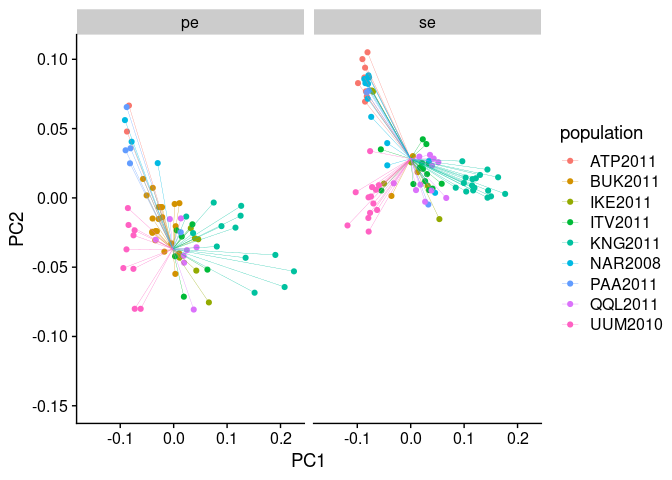 pe se
0.10
0.05
0.00
-0.05
-0.10
-0.15
PC2
-0.1 0.0 0.1 0.2 -0.1 0.0 0.1 0.2
PC1
population
ATP2011
BUK2011
IKE2011
ITV2011
KNG2011
NAR2008
PAA2011
QQL2011
UUM2010